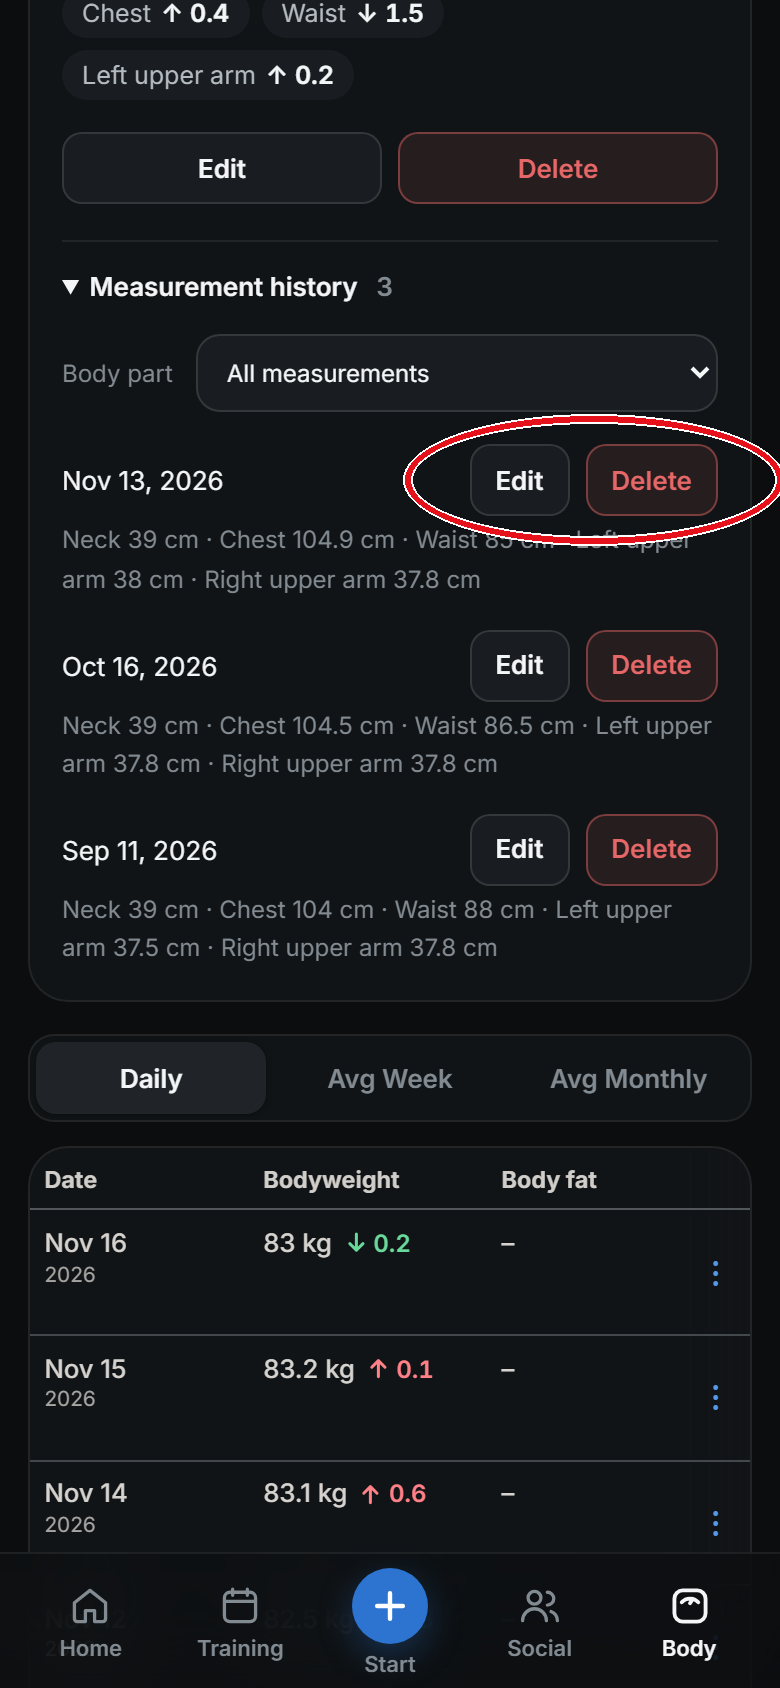 Chest ↑ 0.4 Waist ↓ 1.5
Left upper arm ↑ 0.2
Edit Delete
▼ Measurement history 3
Body part All measurements
Nov 13, 2026 Edit Delete
Neck 39 cm · Chest 104.9 cm · Waist 85 cm · Left upper
arm 38 cm · Right upper arm 37.8 cm
Oct 16, 2026 Edit Delete
Neck 39 cm · Chest 104.5 cm · Waist 86.5 cm · Left upper
arm 37.8 cm · Right upper arm 37.8 cm
Sep 11, 2026 Edit Delete
Neck 39 cm · Chest 104 cm · Waist 88 cm · Left upper
arm 37.5 cm · Right upper arm 37.8 cm
Daily Avg Week Avg Monthly
Date Bodyweight Body fat
Nov 16 83 kg ↓ 0.2 –
2026
Nov 15 83.2 kg ↑ 0.1 –
2026
Nov 14 83.1 kg ↑ 0.6 –
2026
82.5 kg
Home Training Start Social Body